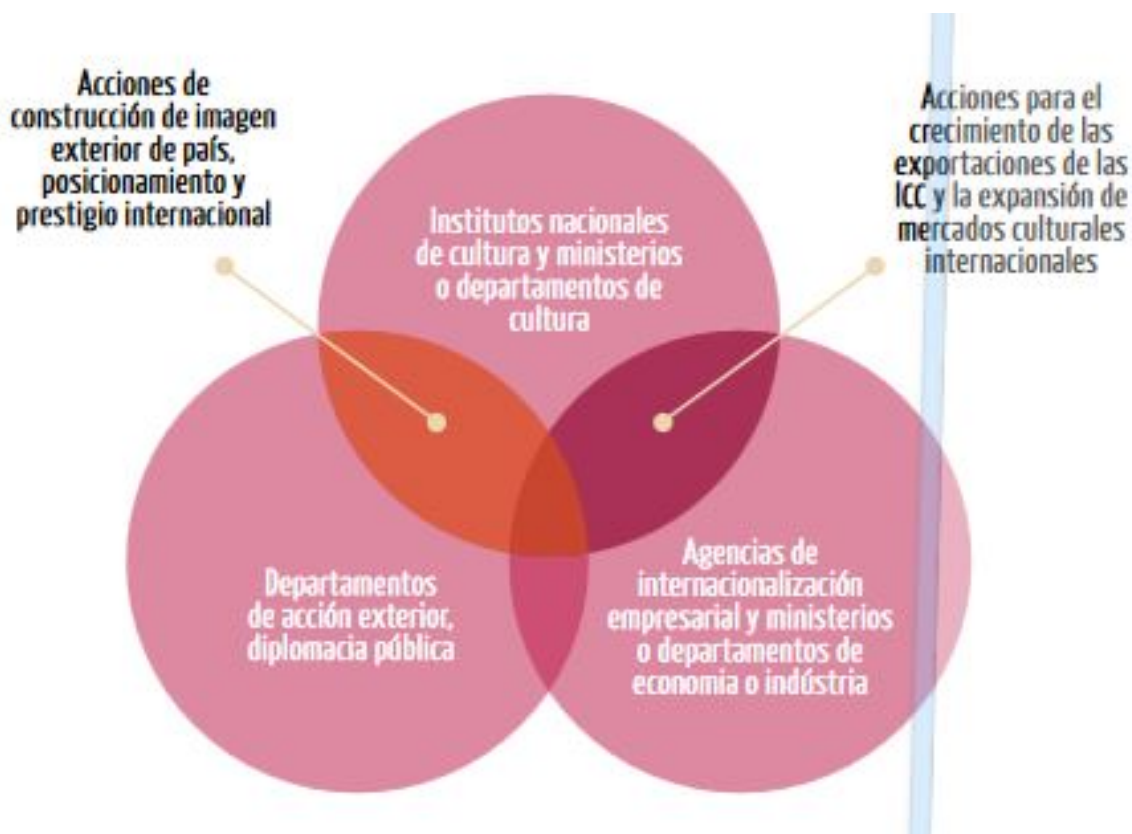 Acciones de
construcción de imagen
exterior de país,
posicionamiento y
prestigio internacional
Acciones para el
crecimiento de las
exportaciones de las
ICC y la expansión de
mercados culturales
internacionales
Institutos nacionales
de cultura y ministerios
o departamentos de
cultura
Departamentos
de acción exterior,
diplomacia pública
Agencias de
internacionalización
empresarial y ministerios
o departamentos de
economia o indústria